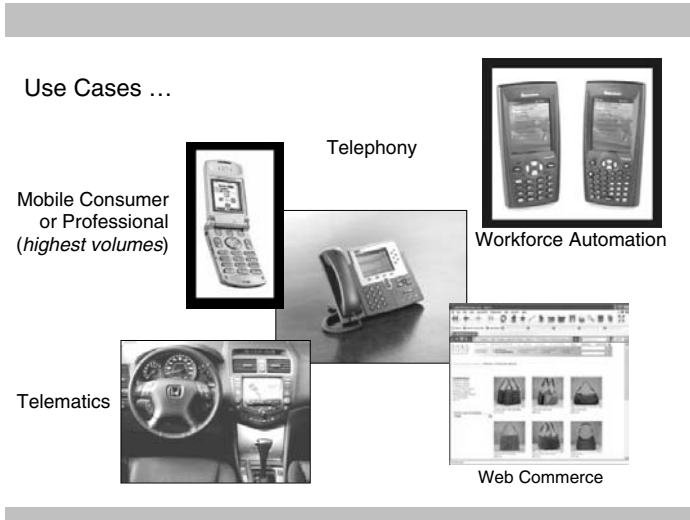 Use Cases …
Telephony
Mobile Consumer
or Professional
(highest volumes)
Workforce Automation
Telematics
Web Commerce